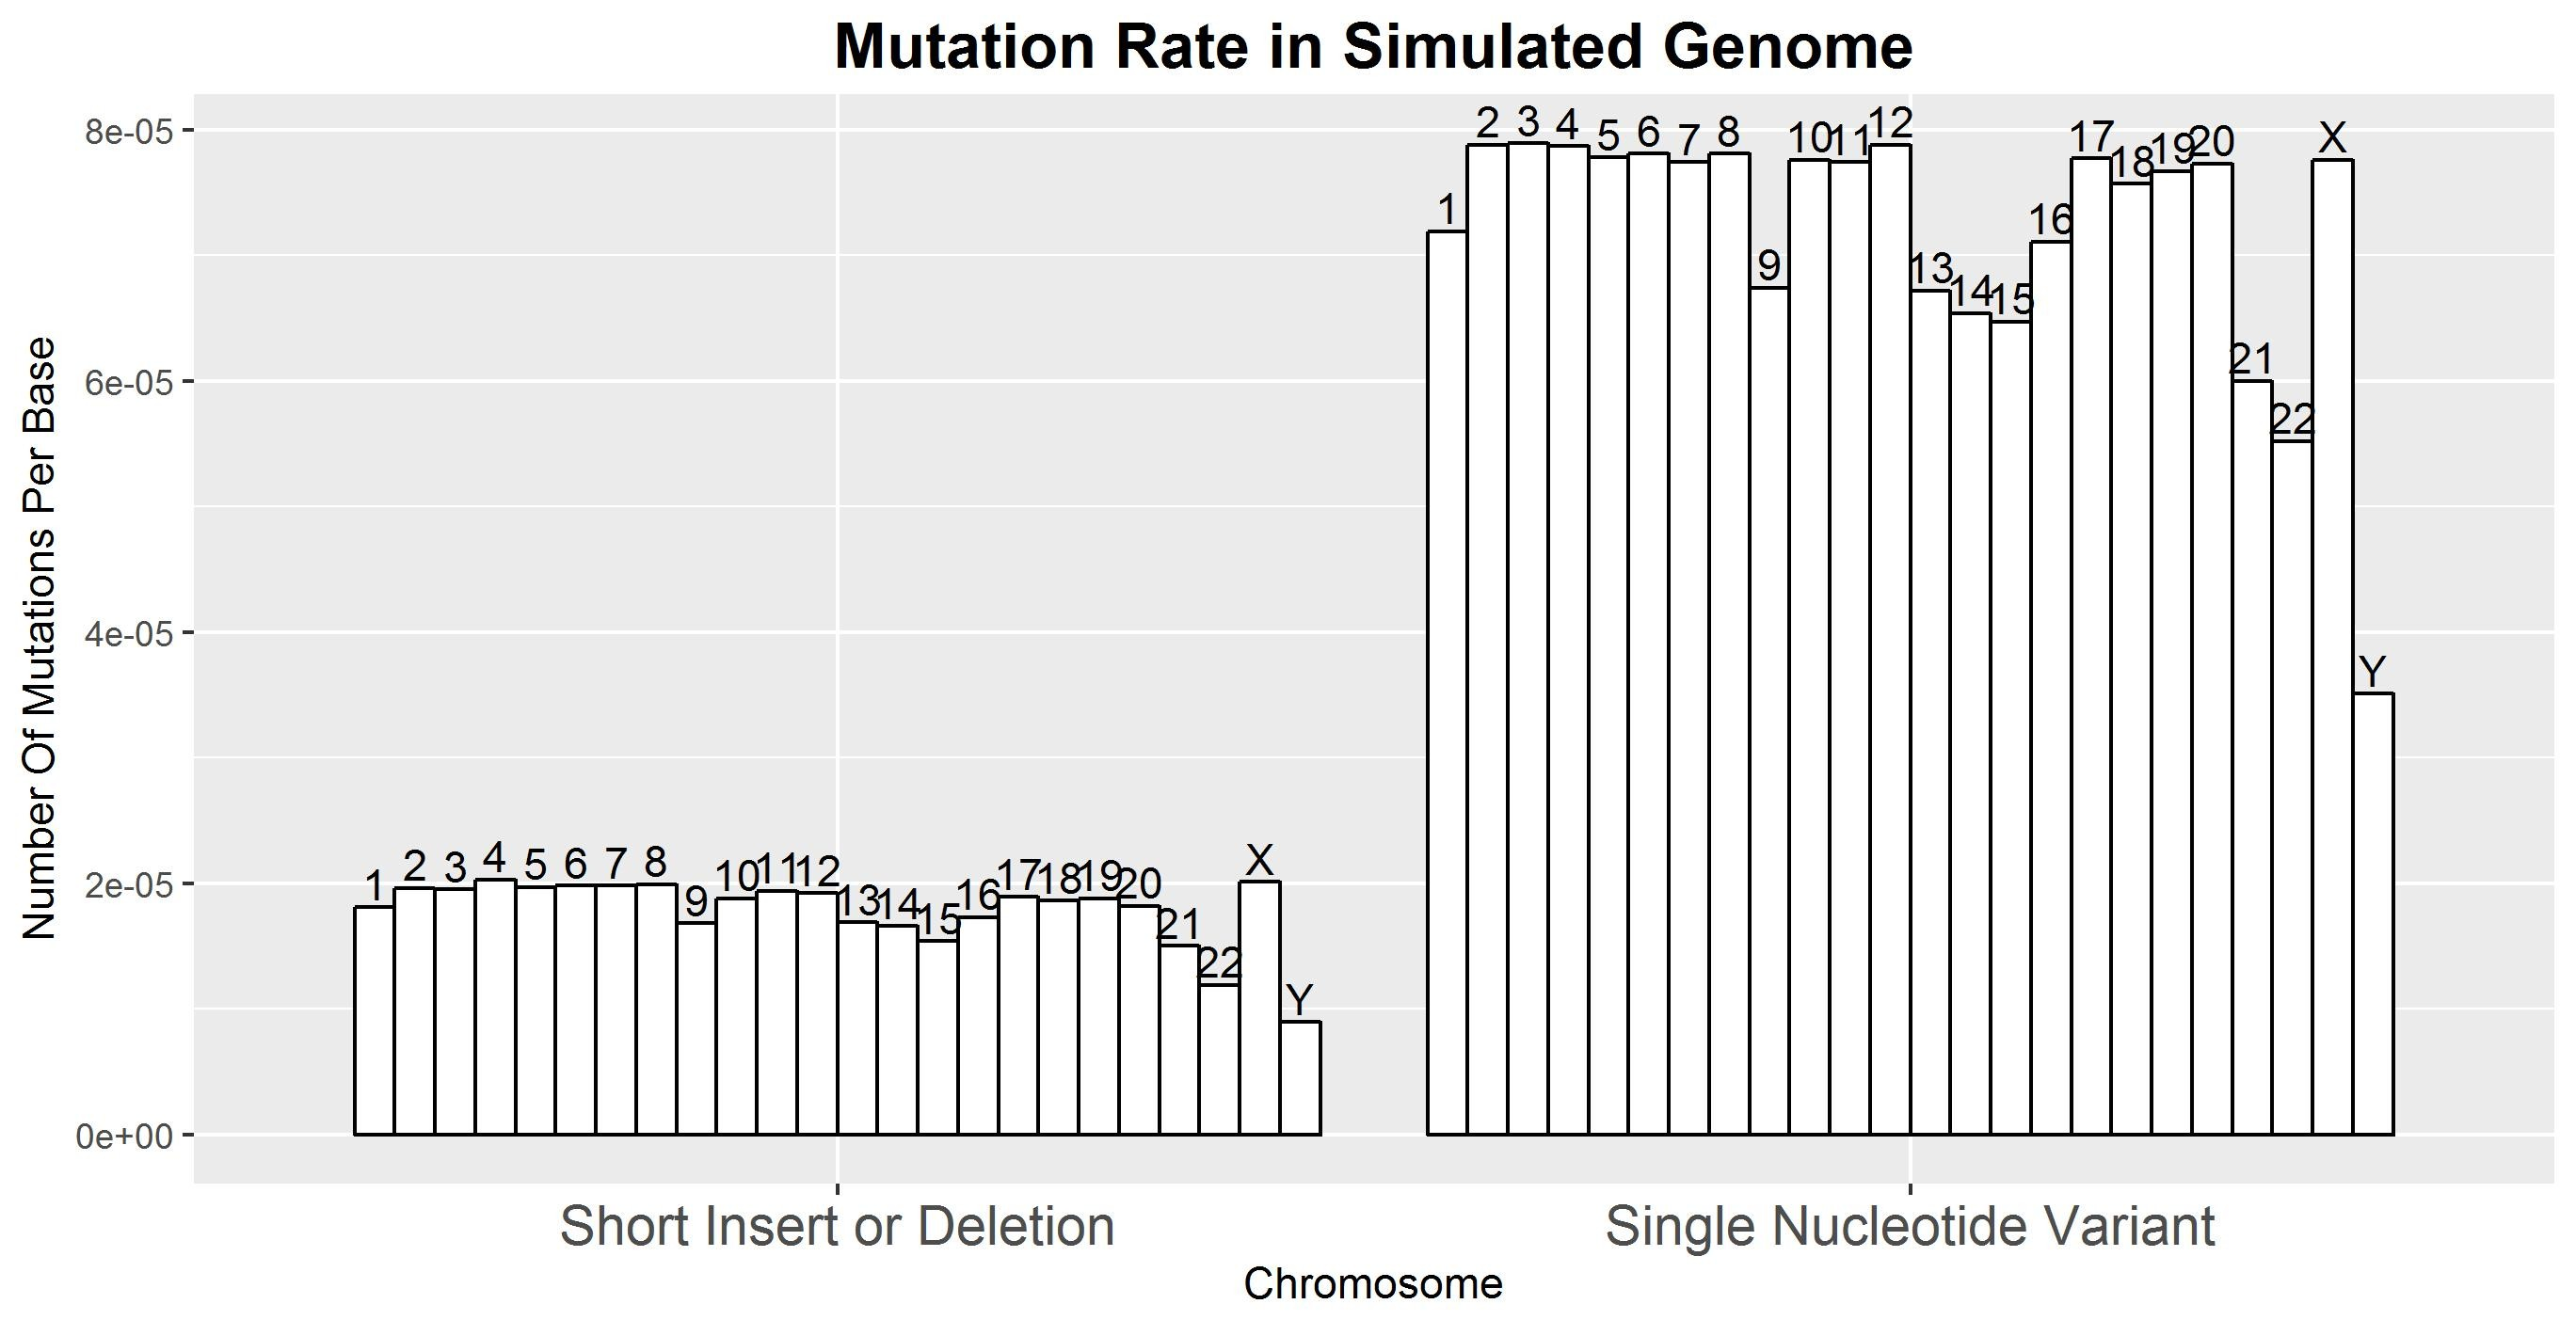 Mutation Rate in Simulated Genome
Number Of Mutations Per Base
8e-05
6e-05
4e-05
2e-05
0e+00
1 2 3 4 5 6 7 8 9 10 11 12 13 14 15 16 17 18 19 20 21 22 X Y
1 2 3 4 5 6 7 8 9 10 11 12 13 14 15 16 17 18 19 20 21 22 X Y
Short Insert or Deletion
Single Nucleotide Variant
Chromosome